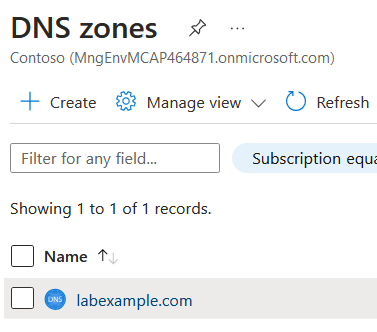 DNS zones
Contoso (MngEnvMCAP464871.onmicrosoft.com)
Create Manage view Refresh
Filter for any field... Subscription equa
Showing 1 to 1 of 1 records.
Name
DNS labexample.com